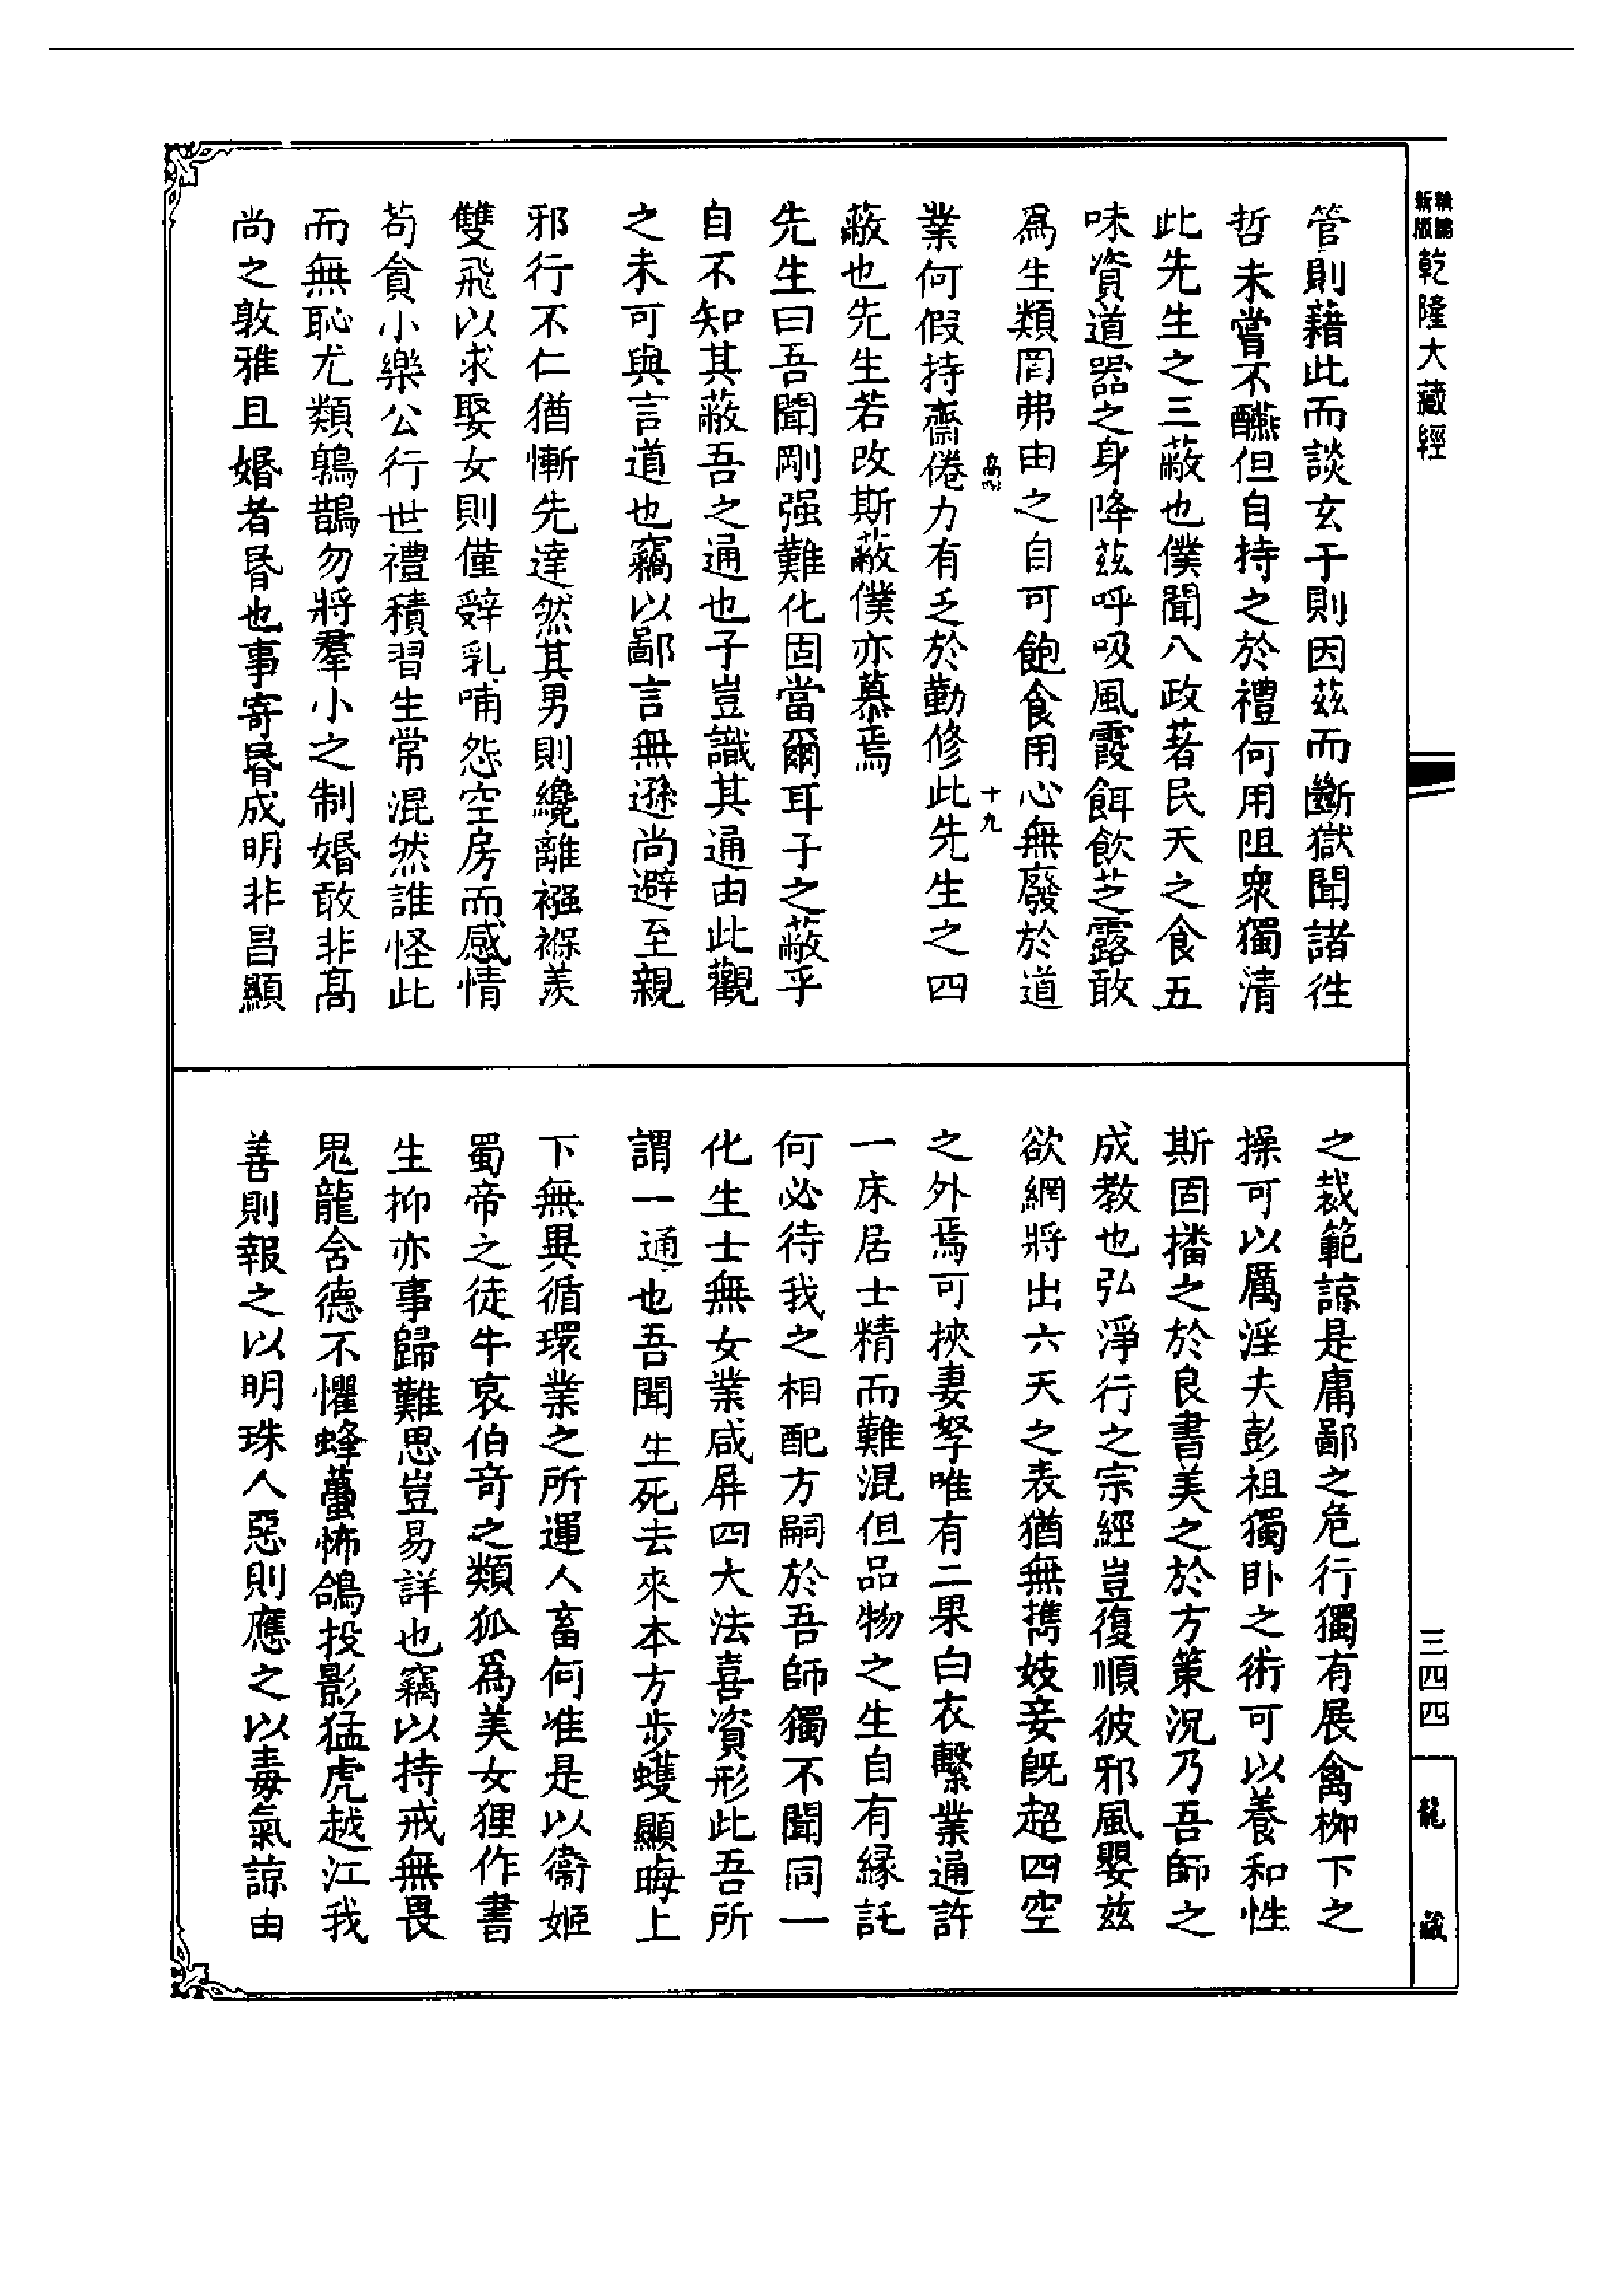 乾隆大藏經
管則藉此而談玄于則因茲而斷獄聞諸徃
哲未嘗不醼但自持之於禮何用阻衆獨清
此先生之三蔽也僕聞八政著民天之食五
味資道器之身降茲呼吸風霞餌飲芝露敢
爲生類罔弗由之自可飽食用心無廢於道
十九
業何假持齋倦力有乏於勤修此先生之四
蔽也先生若改斯蔽僕亦慕焉
先生曰吾聞剛强難化固當爾耳子之蔽乎
自不知其蔽吾之通也子豈識其通由此觀
之未可與言道也竊以鄙言無遜尚避至親
邪行不仁猶慚先達然其男則纔離襁褓羨
雙飛以求娶女則僅辤乳哺怨空房而感情
苟貪小樂公行世禮積習生常混然誰怪此
而無恥尤類鶉鵲勿將羣小之制婚敢非髙
尚之敦雅且婚者昏也事寄昏成明非昌顯
之裁範諒是庸鄙之危行獨有展禽柳下之
操可以厲淫夫彭祖獨卧之術可以養和性
斯固播之於良書美之於方策況乃吾師之
成教也弘淨行之宗經豈復順彼邪風嬰茲
欲網將出六天之表猶無携妓妾旣超四空
之外焉可挾妻孥唯有二果白衣繫業通許
一床居士精而難混但品物之生自有緣託
何必待我之相配方嗣於吾師獨不聞同一
化生士無女業咸屏四大法喜資形此吾所
謂一通也吾聞生死去來本方步蠖顯晦上
下無異循環業之所運人畜何准是以衞姬
蜀帝之徒牛哀伯奇之類狐爲美女狸作書
生抑亦事歸難思豈易詳也竊以持戒無畏
鬼龍含德不懼蜂蠆怖鴿投影猛虎越江我
善則報之以明珠人惡則應之以毒氣諒由
三四四
龍藏